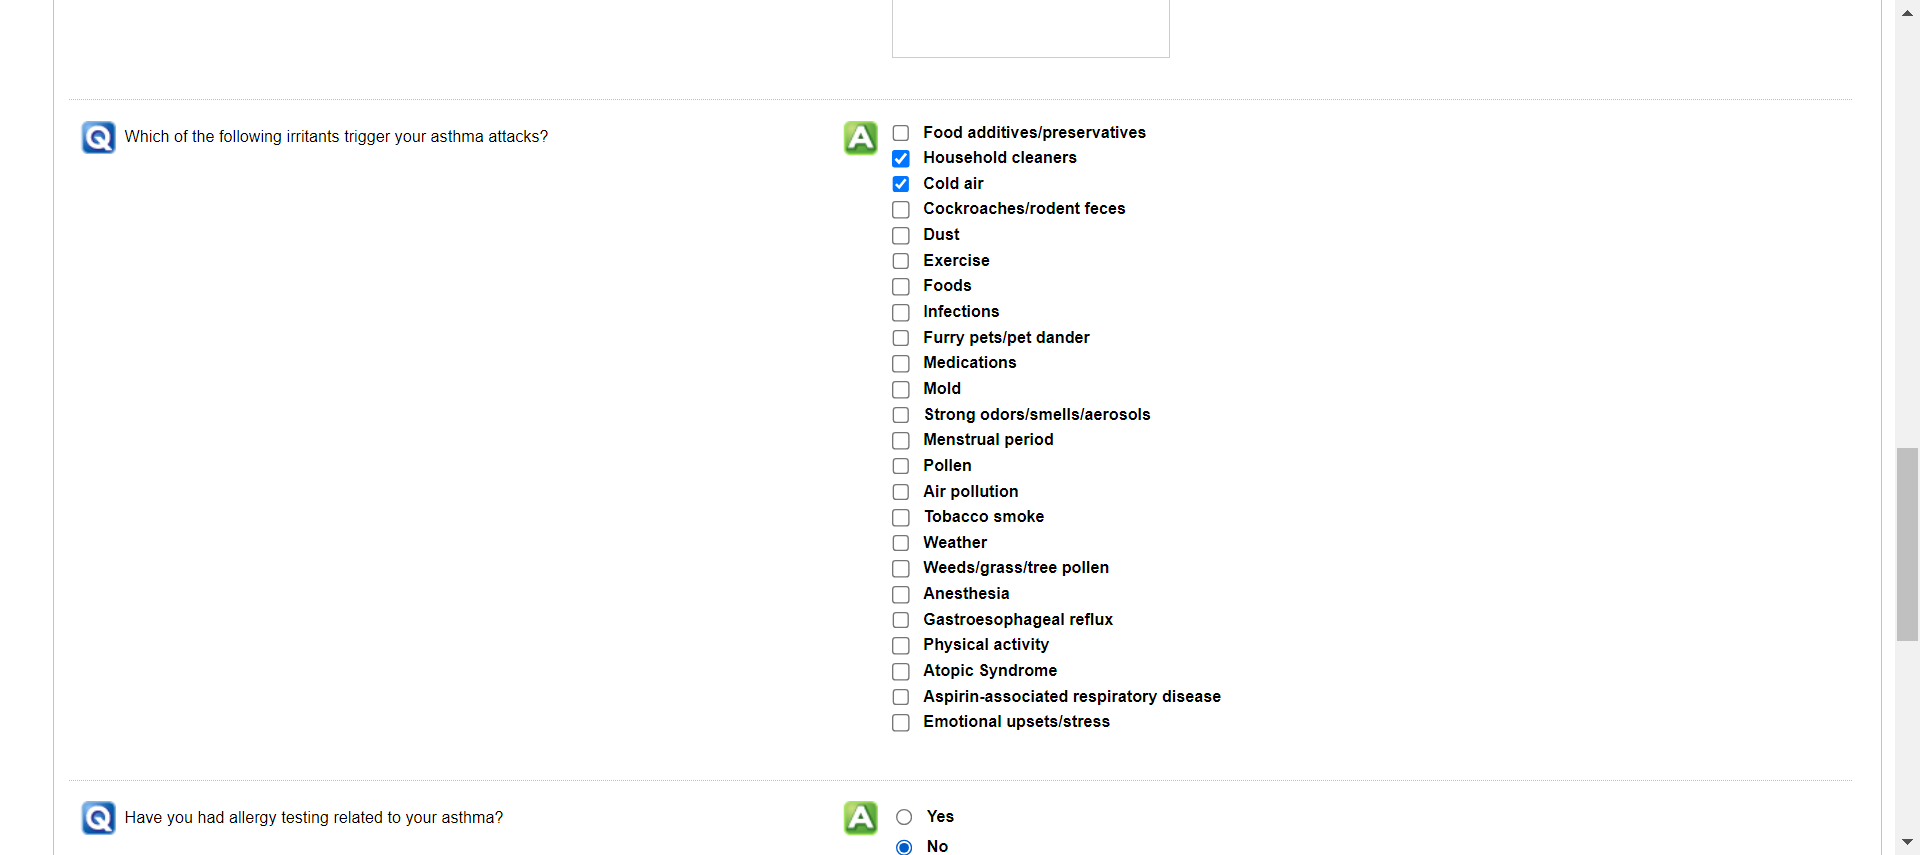 Q Which of the following irritants trigger your asthma attacks?
A
Food additives/preservatives
Household cleaners
Cold air
Cockroaches/rodent feces
Dust
Exercise
Foods
Infections
Furry pets/pet dander
Medications
Mold
Strong odors/smells/aerosols
Menstrual period
Pollen
Air pollution
Tobacco smoke
Weather
Weeds/grass/tree pollen
Anesthesia
Gastroesophageal reflux
Physical activity
Atopic Syndrome
Aspirin-associated respiratory disease
Emotional upsets/stress
Q Have you had allergy testing related to your asthma?
A
Yes
No